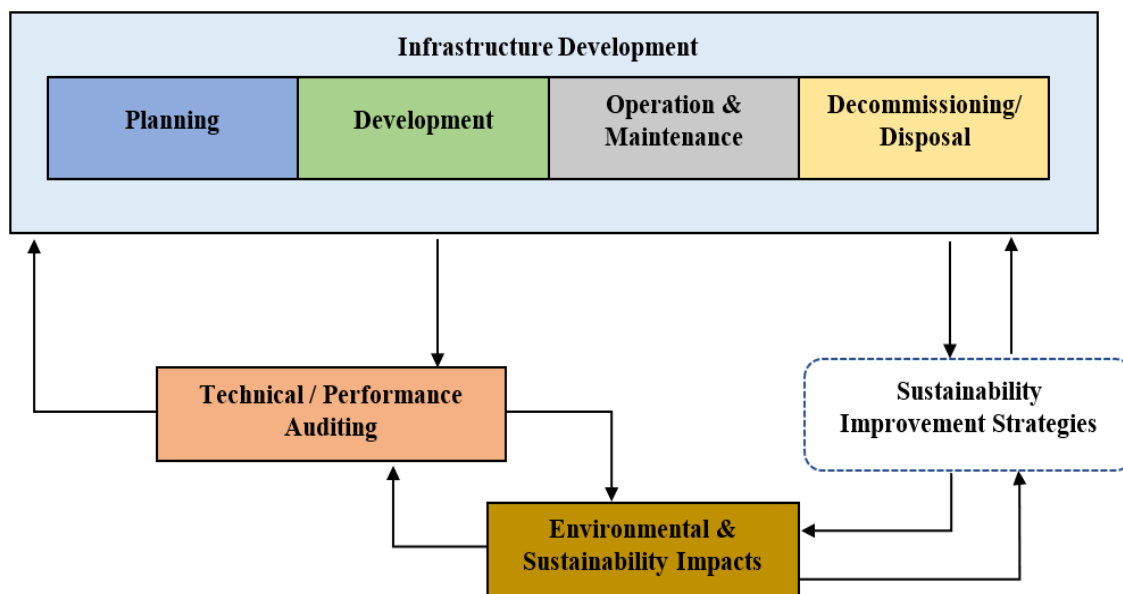 Infrastructure Development
Planning
Development
Operation &
Maintenance
Decommissioning/
Disposal
Technical / Performance
Auditing
Sustainability
Improvement Strategies
Environmental &
Sustainability Impacts